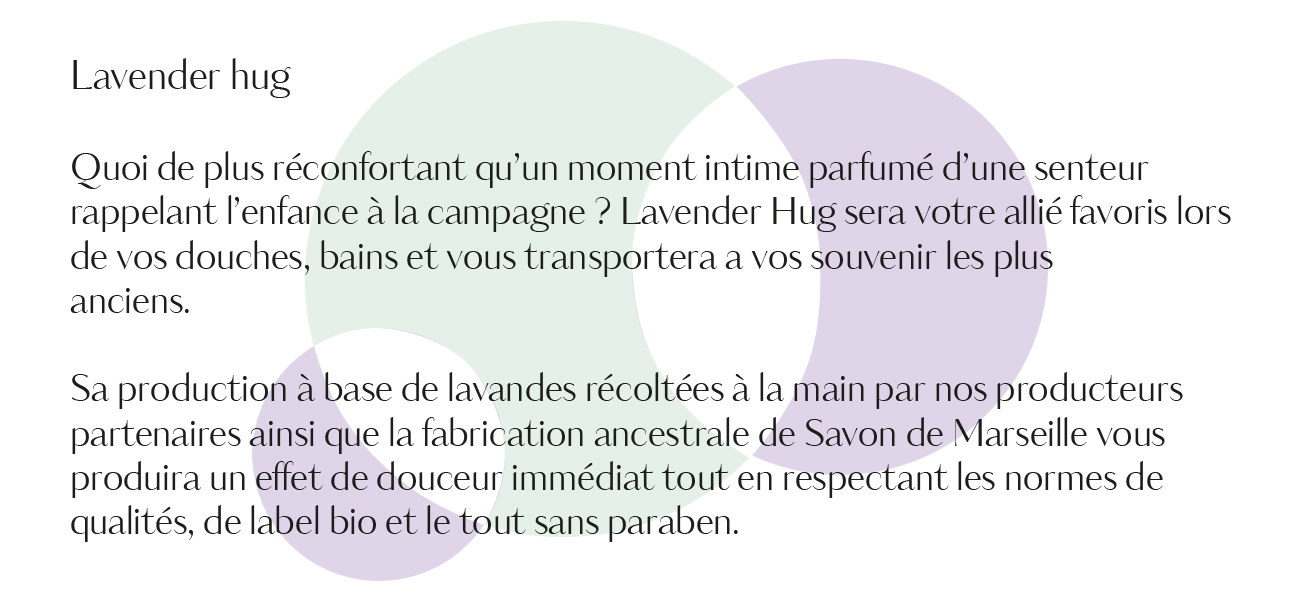 Lavender hug
Quoi de plus réconfortant qu’un moment intime parfumé d’une senteur
rappelant l’enfance à la campagne ? Lavender Hug sera votre allié favoris lors
de vos douches, bains et vous transportera a vos souvenir les plus
anciens.
Sa production à base de lavandes récoltées à la main par nos producteurs
partenaires ainsi que la fabrication ancestrale de Savon de Marseille vous
produira un effet de douceur immédiat tout en respectant les normes de
qualités, de label bio et le tout sans paraben.